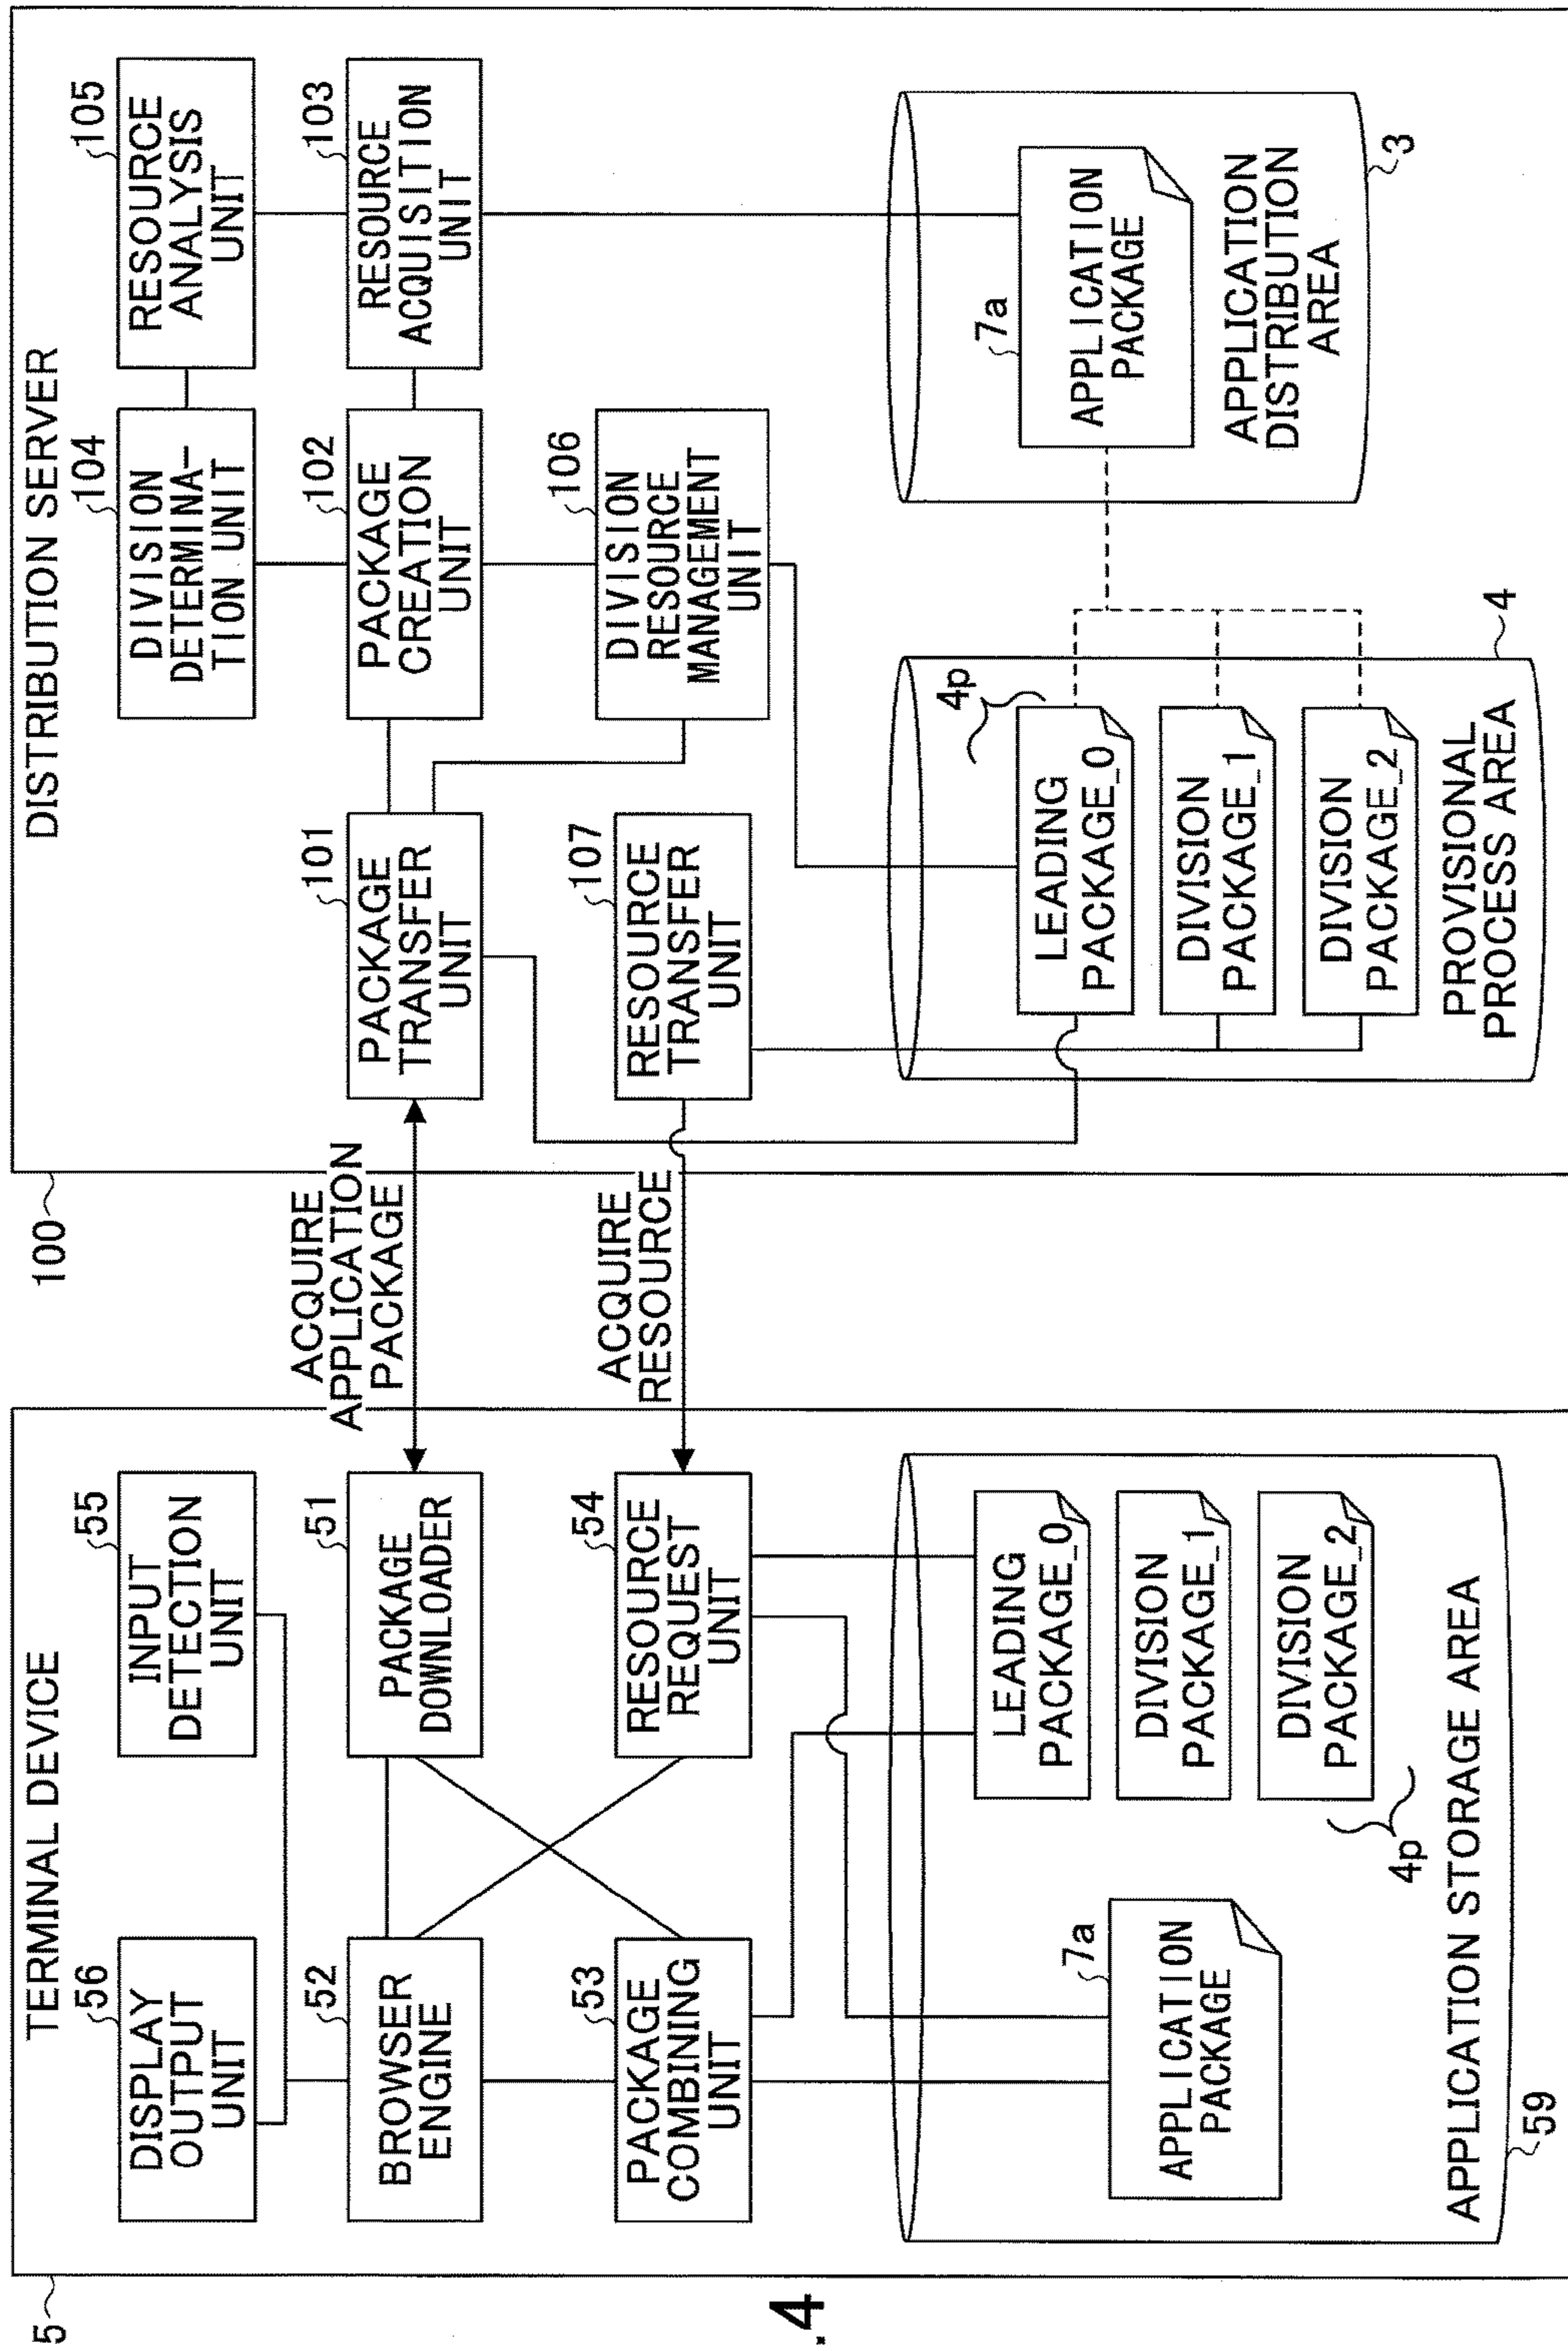 5
TERMINAL DEVICE
56
DISPLAY
OUTPUT
UNIT
55
INPUT
DETECTION
UNIT
52
BROWSER
ENGINE
51
PACKAGE
DOWNLOADER
53
PACKAGE
COMBINING
UNIT
54
RESOURCE
REQUEST
UNIT
7a
APPLICATION
PACKAGE
LEADING
PACKAGE_0
DIVISION
PACKAGE_1
DIVISION
PACKAGE_2
4p
APPLICATION STORAGE AREA
59
ACQUIRE
APPLICATION
PACKAGE
ACQUIRE
RESOURCE
100
DISTRIBUTION SERVER
104
DIVISION
DETERMINA-
TION UNIT
105
RESOURCE
ANALYSIS
UNIT
101
PACKAGE
TRANSFER
UNIT
102
PACKAGE
CREATION
UNIT
103
RESOURCE
ACQUISITION
UNIT
107
RESOURCE
TRANSFER
UNIT
106
DIVISION
RESOURCE
MANAGEMENT
UNIT
4p
LEADING
PACKAGE_0
DIVISION
PACKAGE_1
DIVISION
PACKAGE_2
PROVISIONAL
PROCESS AREA
4
7a
APPLICATION
PACKAGE
APPLICATION
DISTRIBUTION
AREA
3
.4